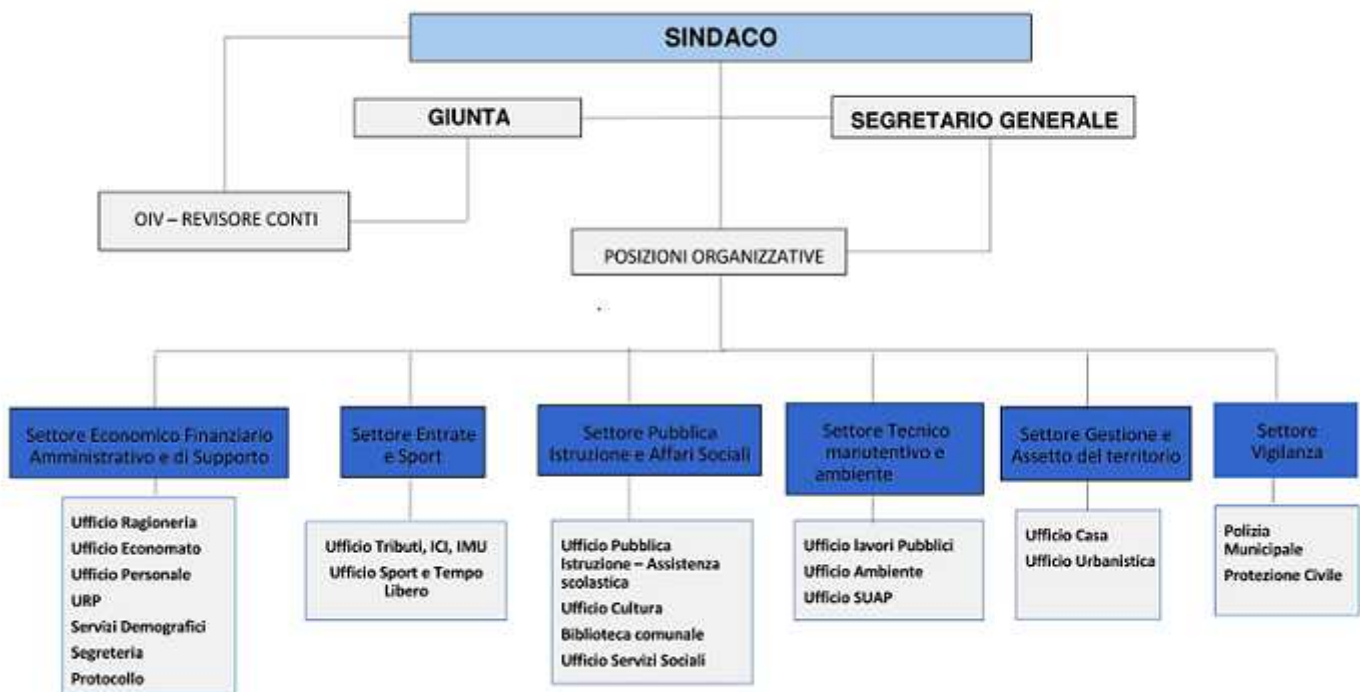 SINDACO
GIUNTA
SEGRETARIO GENERALE
OIV – REVISORE CONTI
POSIZIONI ORGANIZZATIVE
Settore Economico Finanziario
Amministrativo e di Supporto
Settore Entrate
e Sport
Settore Pubblica
Istruzione e Affari Sociali
Settore Tecnico
manutentivo e
ambiente
Settore Gestione e
Assetto del territorio
Settore
Vigilanza
Ufficio Ragioneria
Ufficio Economato
Ufficio Personale
URP
Servizi Demografici
Segreteria
Protocollo
Ufficio Tributi, ICI, IMU
Ufficio Sport e Tempo
Libero
Ufficio Pubblica
Istruzione – Assistenza
scolastica
Ufficio Cultura
Biblioteca comunale
Ufficio Servizi Sociali
Ufficio lavori Pubblici
Ufficio Ambiente
Ufficio SUAP
Ufficio Casa
Ufficio Urbanistica
Polizia
Municipale
Protezione Civile